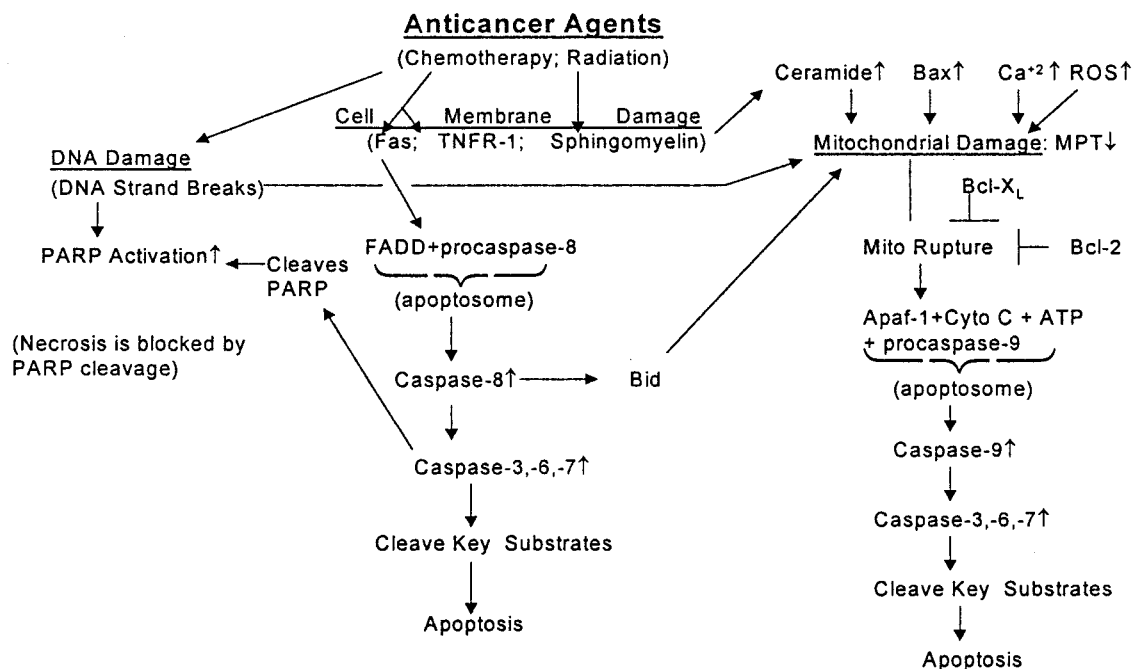 Anticancer Agents
(Chemotherapy; Radiation)
Ceramide↑ Bax↑ Ca⁺²↑ ROS↑
Cell Membrane Damage
(Fas; TNFR-1; Sphingomyelin)
Mitochondrial Damage: MPT↓
DNA Damage
(DNA Strand Breaks)
Bcl-X_L
PARP Activation↑
Cleaves
PARP
FADD+procaspase-8
(apoptosome)
Mito Rupture
Bcl-2
Apaf-1+Cyto C + ATP
+ procaspase-9
(apoptosome)
(Necrosis is blocked by
PARP cleavage)
Caspase-8↑
Bid
Caspase-9↑
Caspase-3,-6,-7↑
Caspase-3,-6,-7↑
Cleave Key Substrates
Cleave Key Substrates
Apoptosis
Apoptosis